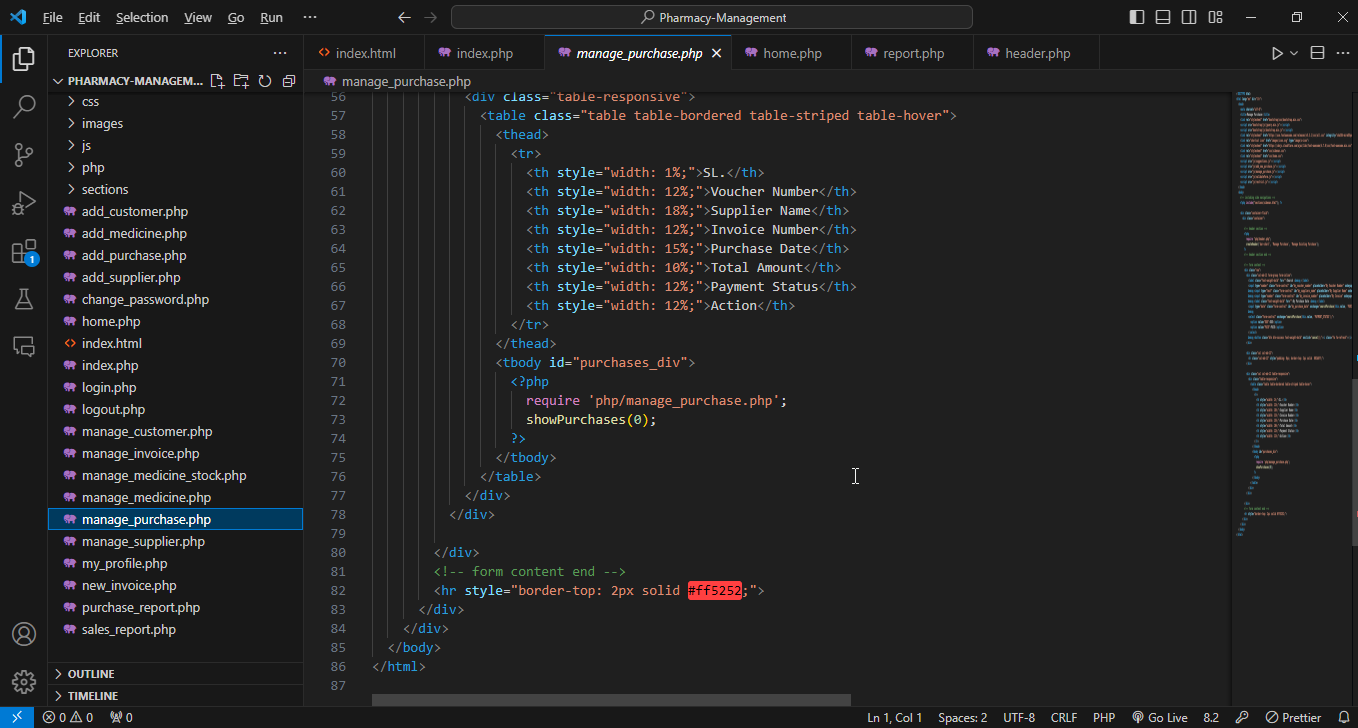 File Edit Selection View Go Run ··· Pharmacy-Management
EXPLORER ···
PHARMACY-MANAGEM...
css
images
js
php
sections
add_customer.php
add_medicine.php
add_purchase.php
add_supplier.php
change_password.php
home.php
index.html
index.php
login.php
logout.php
manage_customer.php
manage_invoice.php
manage_medicine_stock.php
manage_medicine.php
manage_purchase.php
manage_supplier.php
my_profile.php
new_invoice.php
purchase_report.php
sales_report.php
OUTLINE
TIMELINE
1
index.html index.php manage_purchase.php home.php report.php header.php
manage_purchase.php
56 <div class="table-responsive">
57 <table class="table table-bordered table-striped table-hover">
58 <thead>
59 <tr>
60 <th style="width: 1%;">SL.</th>
61 <th style="width: 12%;">Voucher Number</th>
62 <th style="width: 18%;">Supplier Name</th>
63 <th style="width: 12%;">Invoice Number</th>
64 <th style="width: 15%;">Purchase Date</th>
65 <th style="width: 10%;">Total Amount</th>
66 <th style="width: 12%;">Payment Status</th>
67 <th style="width: 12%;">Action</th>
68 </tr>
69 </thead>
70 <tbody id="purchases_div">
71 <?php
72 require 'php/manage_purchase.php';
73 showPurchases(0);
74 ?>
75 </tbody>
76 </table>
77 </div>
78 </div>
79
80 </div>
81 <!-- form content end -->
82 <hr style="border-top: 2px solid #ff5252;">
83 </div>
84 </div>
85 </body>
86 </html>
87
0 0 0 Ln 1, Col 1 Spaces: 2 UTF-8 CRLF PHP Go Live 8.2 Prettier